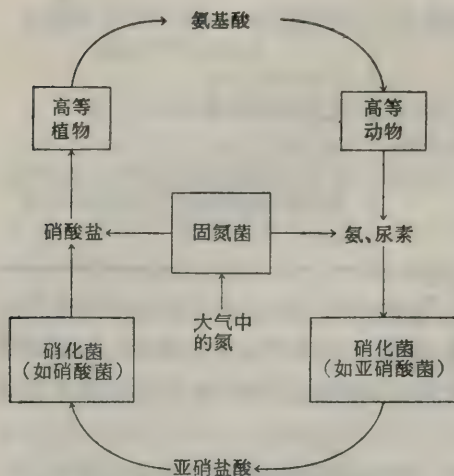 氨基酸
高等
植物
高等
动物
硝酸盐
固氮菌
氨、尿素
大气中
的氮
硝化菌
(如硝酸菌)
硝化菌
(如亚硝酸菌)
亚硝盐酸